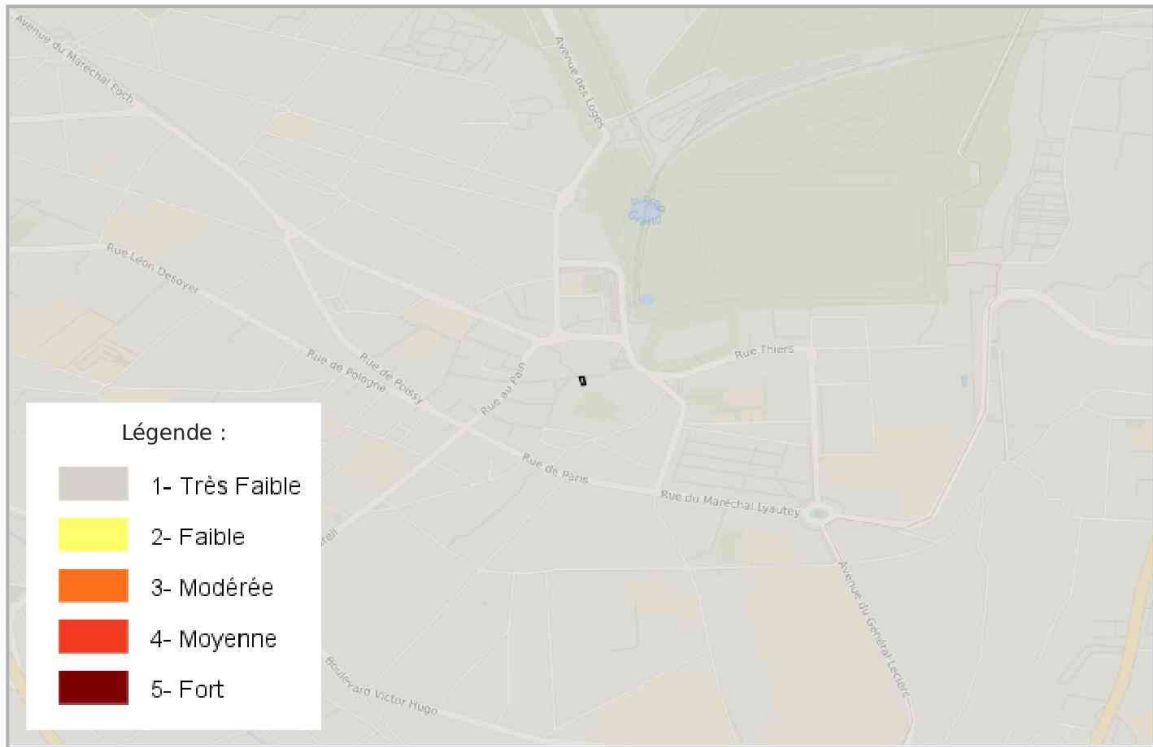 Avenue du Maréchal Foch
Avenue des Loges
Grand
Rue Léon Desoyer
Rue de Poissy
Rue de Pologne
Rue au Pain
Rue Thiers
Rue de Paris
Rue du Maréchal Lyautey
Avenue du Général Leclerc
Boulevard Victor Hugo
Légende :
1- Très Faible
2- Faible
3- Modérée
4- Moyenne
5- Fort